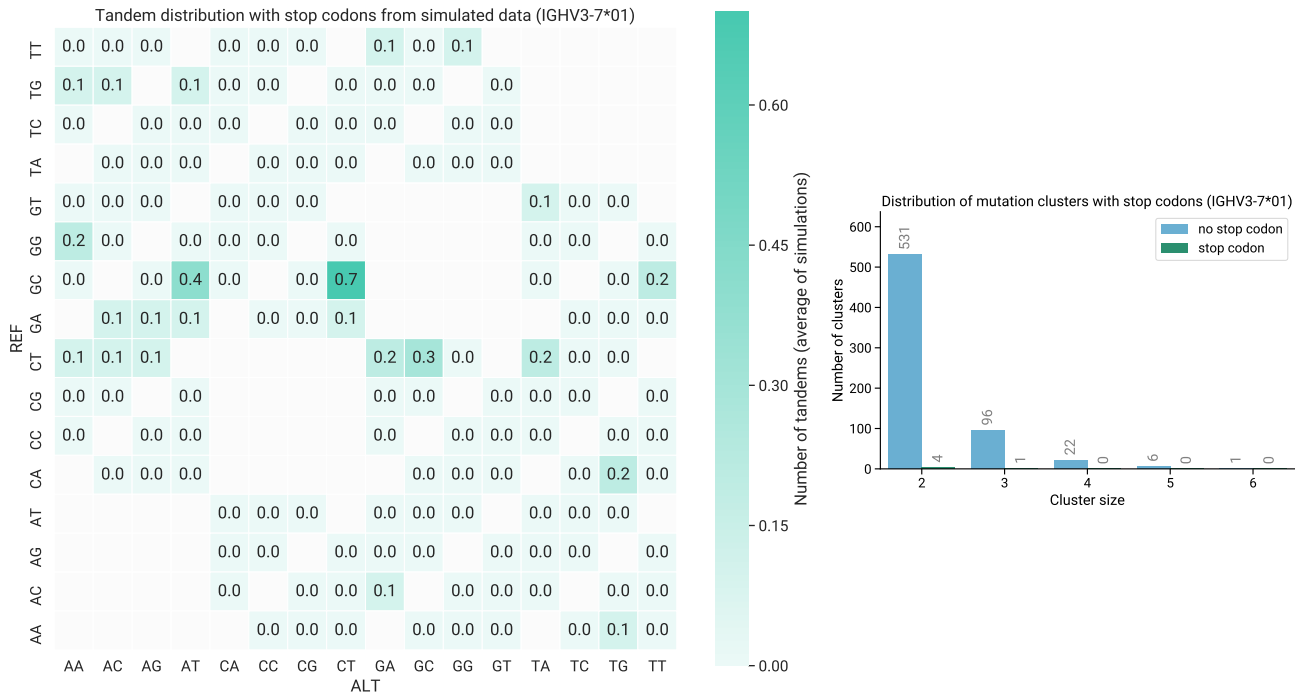 Tandem distribution with stop codons from simulated data (IGHV3-7*01)
TT 0.0 0.0 0.0 0.0 0.0 0.0 0.1 0.0 0.1
TG 0.1 0.1 0.1 0.0 0.0 0.0 0.0 0.0 0.0
TC 0.0 0.0 0.0 0.0 0.0 0.0 0.0 0.0 0.0
TA 0.0 0.0 0.0 0.0 0.0 0.0 0.0 0.0 0.0
GT 0.0 0.0 0.0 0.0 0.0 0.0 0.1 0.0 0.0
GG 0.2 0.0 0.0 0.0 0.0 0.0 0.0 0.0 0.0
GC 0.0 0.0 0.4 0.0 0.0 0.7 0.0 0.0 0.2
GA 0.1 0.1 0.1 0.0 0.0 0.1 0.0 0.0 0.0
CT 0.1 0.1 0.1 0.2 0.3 0.0 0.2 0.0 0.0
CG 0.0 0.0 0.0 0.0 0.0 0.0 0.0 0.0 0.0
CC 0.0 0.0 0.0 0.0 0.0 0.0 0.0 0.0
CA 0.0 0.0 0.0 0.0 0.0 0.0 0.0 0.2 0.0
AT 0.0 0.0 0.0 0.0 0.0 0.0 0.0 0.0 0.0
AG 0.0 0.0 0.0 0.0 0.0 0.0 0.0 0.0 0.0
AC 0.0 0.0 0.0 0.1 0.0 0.0 0.0 0.0 0.0
AA 0.0 0.0 0.0 0.0 0.0 0.0 0.0 0.1 0.0
REF
AA AC AG AT CA CC CG CT GA GC GG GT TA TC TG TT
ALT
0.60
0.45
0.30
0.15
0.00
Number of tandems (average of simulations)
Distribution of mutation clusters with stop codons (IGHV3-7*01)
no stop codon
stop codon
600
500
400
300
200
100
0
Number of clusters
531 4 96 1 22 0 6 0 1 0
2 3 4 5 6
Cluster size